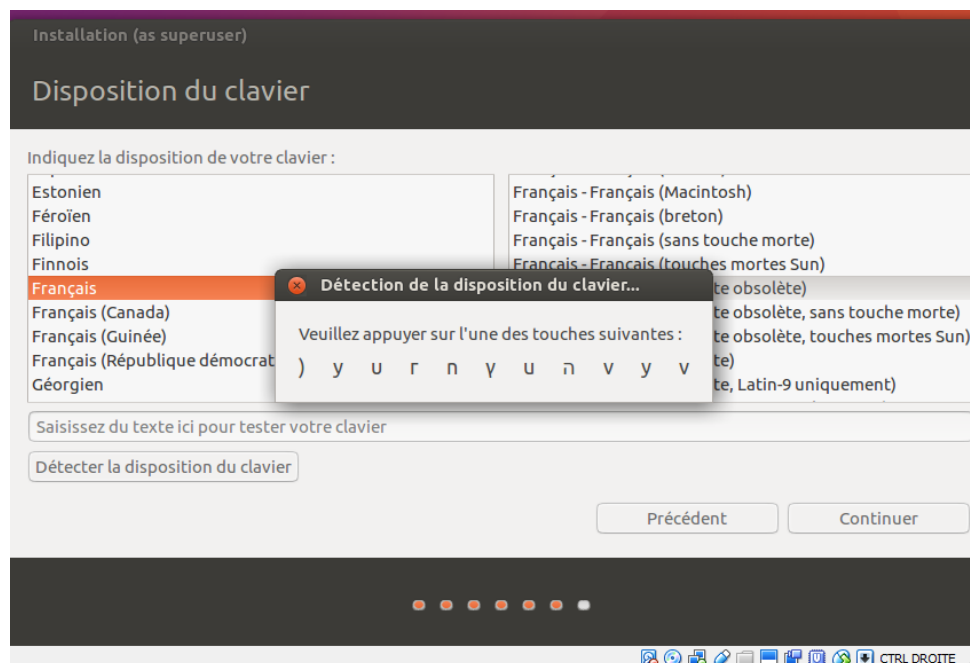 Installation (as superuser)
Disposition du clavier
Indiquez la disposition de votre clavier :
Estonien
Féroïen
Filipino
Finnois
Français
Français (Canada)
Français (Guinée)
Français (République démocrat
Géorgien
Français - Français (Macintosh)
Français - Français (breton)
Français - Français (sans touche morte)
Français - Français (touches mortes Sun)
te obsolète)
te obsolète, sans touche morte)
te obsolète, touches mortes Sun)
te)
te, Latin-9 uniquement)
Détection de la disposition du clavier...
Veuillez appuyer sur l'une des touches suivantes :
) y u r n γ u ח v y v
Saisissez du texte ici pour tester votre clavier
Détecter la disposition du clavier
Précédent
Continuer
CTRL DROITE